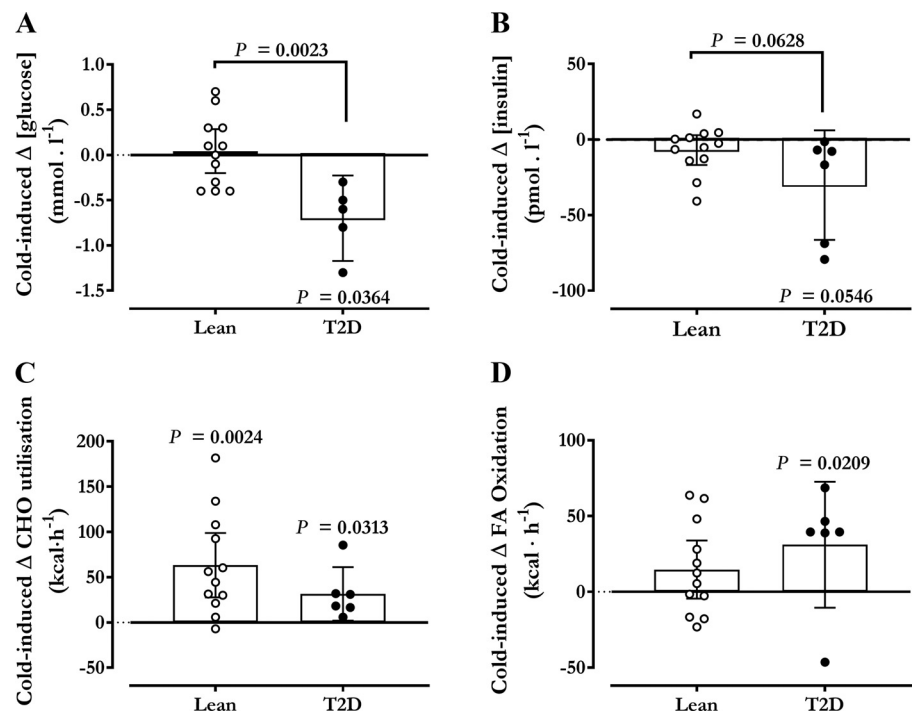 A
P = 0.0023
Cold-induced Δ [glucose]
(mmol . l⁻¹)
1.0
0.5
0.0
-0.5
-1.0
-1.5
P = 0.0364
Lean
T2D
B
P = 0.0628
Cold-induced Δ [insulin]
(pmol . l⁻¹)
50
0
-50
-100
P = 0.0546
Lean
T2D
C
Cold-induced Δ CHO utilisation
(kcal·h⁻¹)
200
150
100
50
0
-50
P = 0.0024
P = 0.0313
Lean
T2D
D
Cold-induced Δ FA Oxidation
(kcal · h⁻¹)
100
50
0
-50
P = 0.0209
Lean
T2D